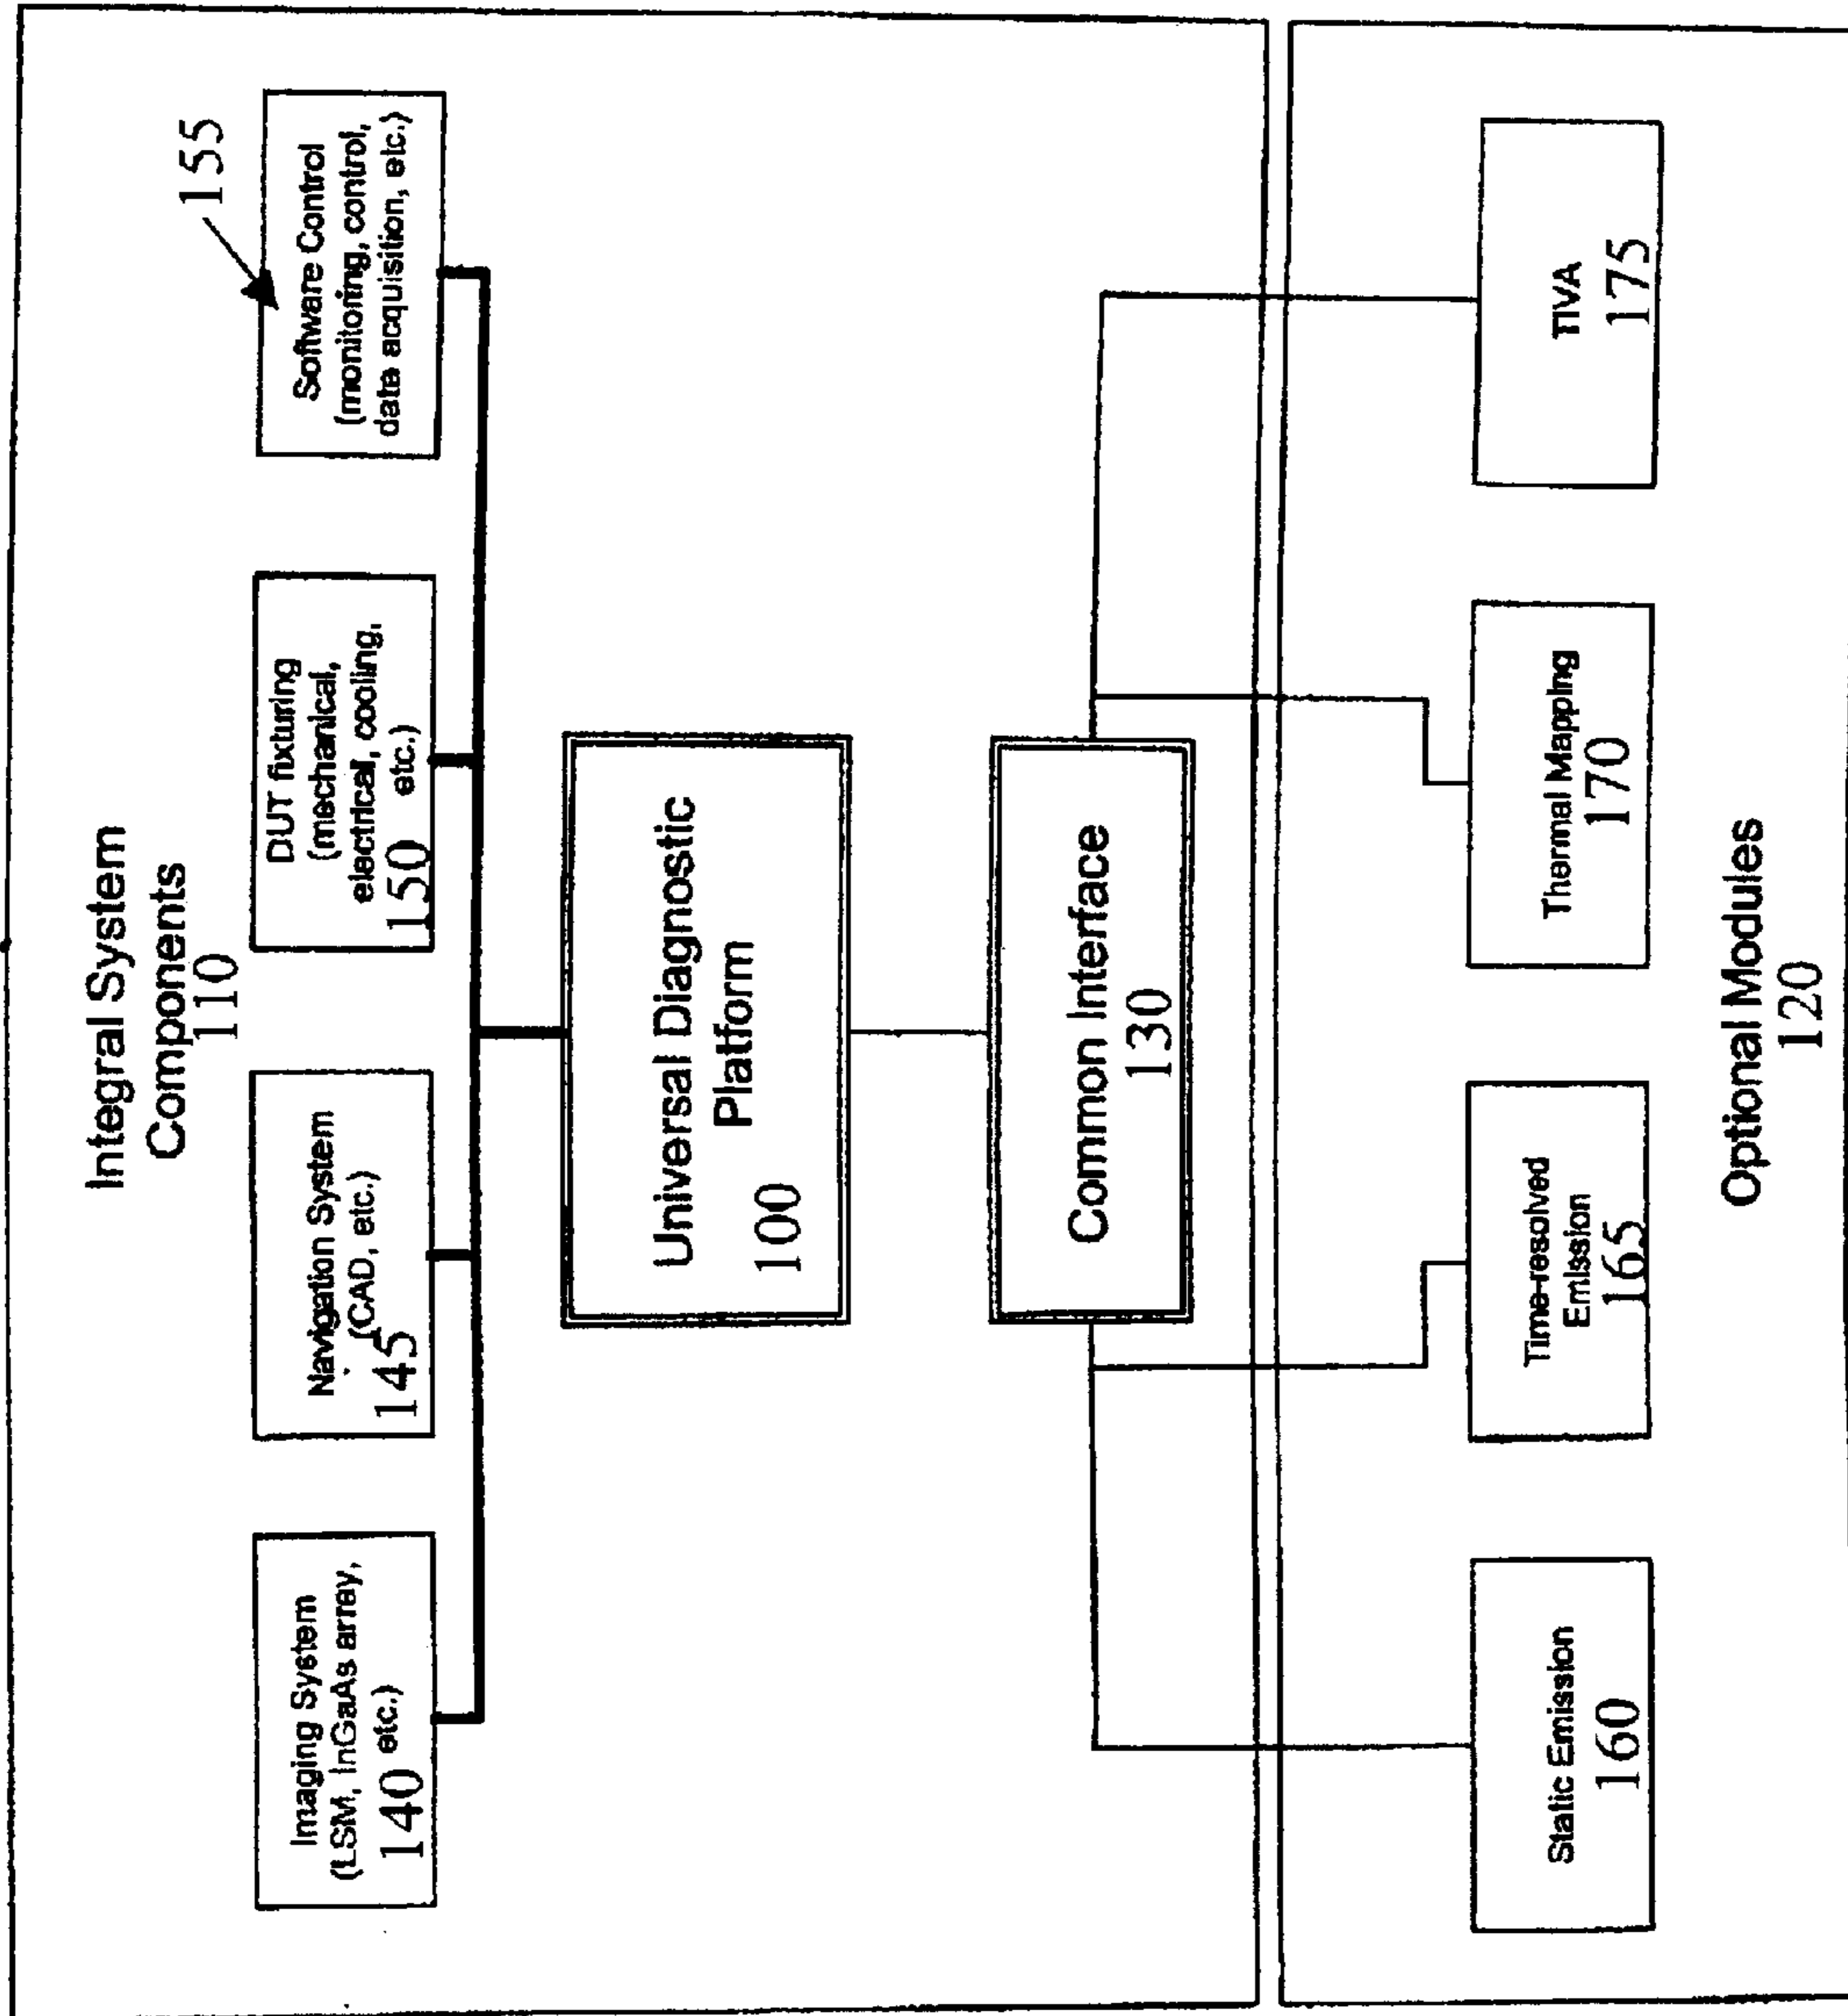 Integral System
Components
110
Imaging System
(LSM, InGaAs array,
140 etc.)
Navigation System
(CAD, etc.)
145
DUT fixturing
(mechanical,
electrical, cooling,
150 etc.)
155
Software Control
(monitoring, control,
data acquisition, etc.)
Universal Diagnostic
Platform
100
Common Interface
130
Static Emission
160
Time-resolved
Emission
165
Thermal Mapping
170
TIVA
175
Optional Modules
120